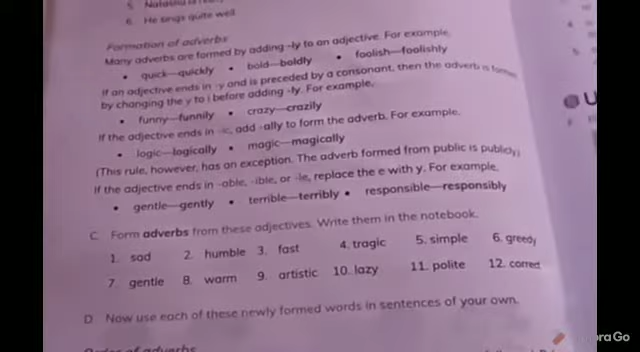 5. Natasha is
6. He sings quite well.
Formation of adverbs
Many adverbs are formed by adding -ly to an adjective. For example,
• quick—quickly • bold—boldly • foolish—foolishly
If an adjective ends in -y and is preceded by a consonant, then the adverb is formed
by changing the y to i before adding -ly. For example,
• funny—funnily • crazy—crazily
If the adjective ends in -ic, add -ally to form the adverb. For example,
• logic—logically • magic—magically
(This rule, however, has an exception. The adverb formed from public is publicly)
If the adjective ends in -able, -ible, or -le, replace the e with y. For example,
• gentle—gently • terrible—terribly • responsible—responsibly
C. Form adverbs from these adjectives. Write them in the notebook.
1. sad 2. humble 3. fast 4. tragic 5. simple 6. greedy
7. gentle 8. warm 9. artistic 10. lazy 11. polite 12. correct
D. Now use each of these newly formed words in sentences of your own.
Order of adverbs
U
Go